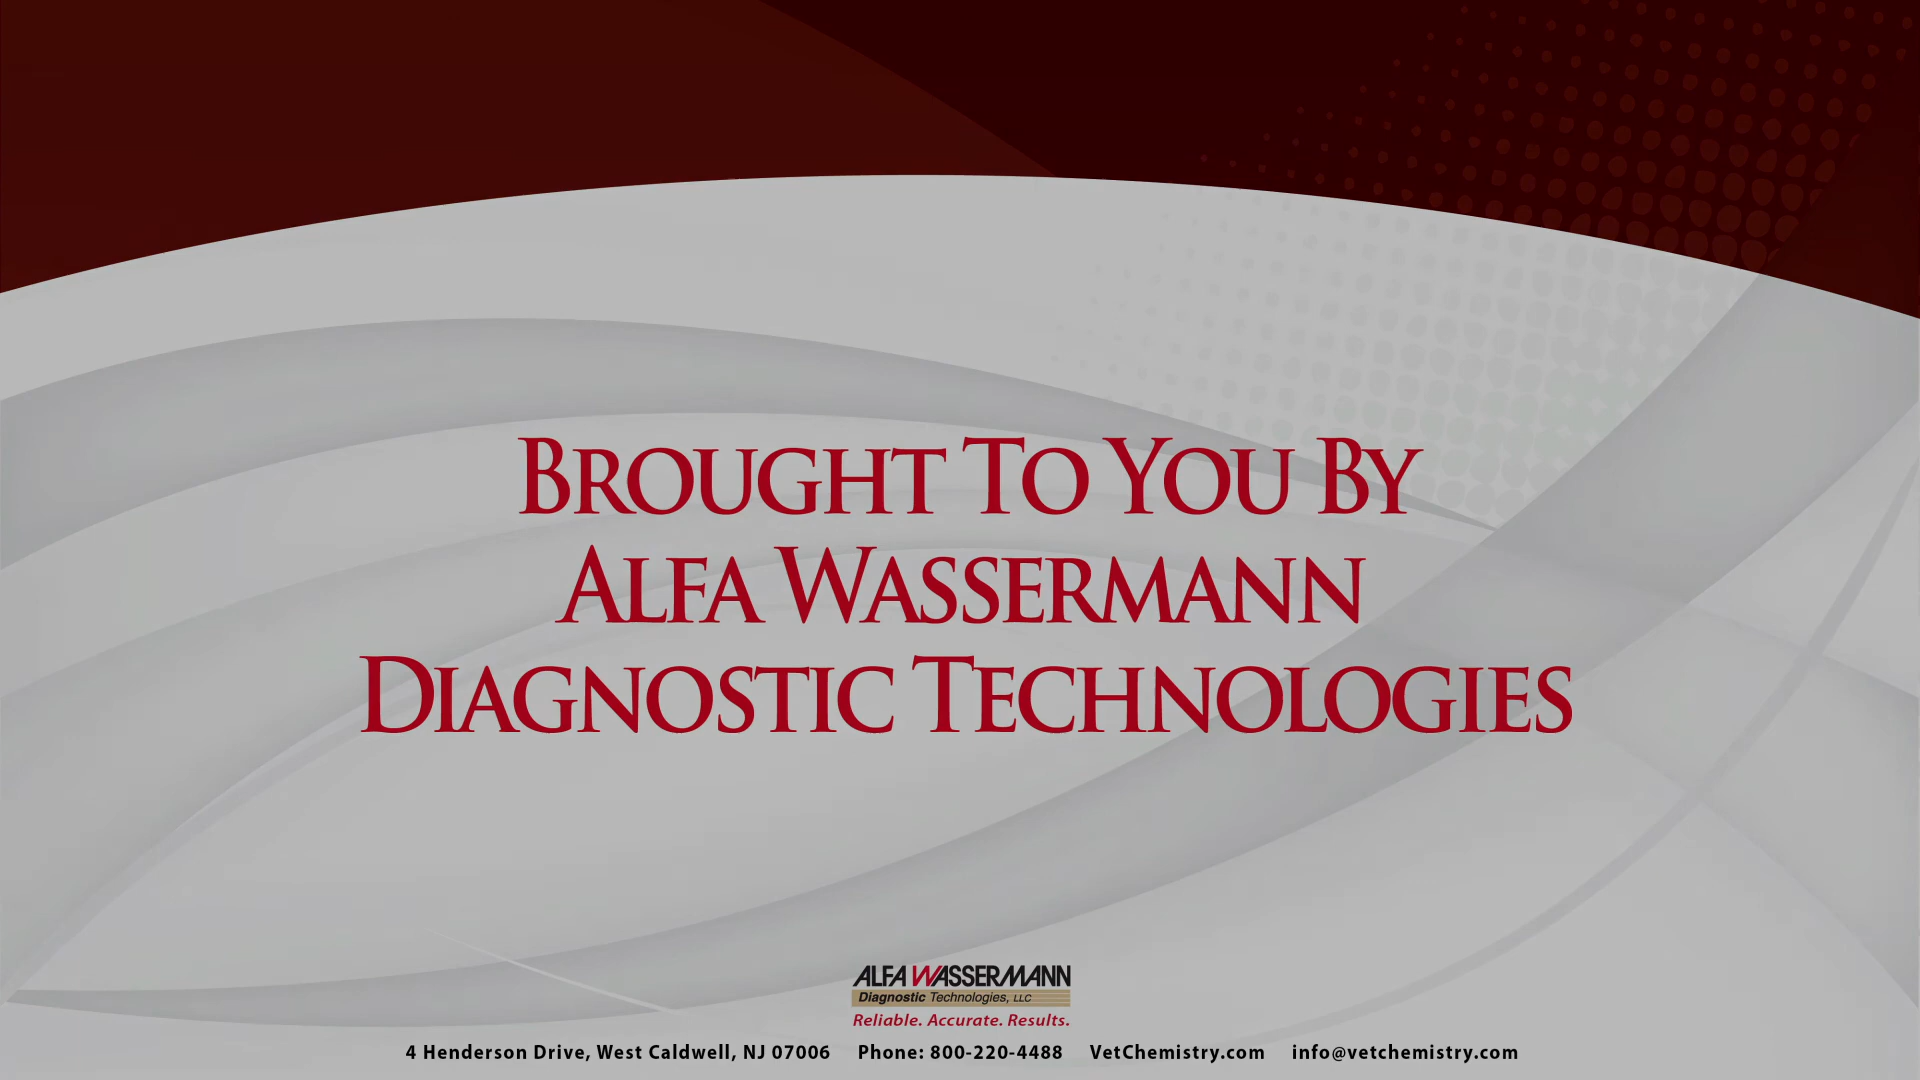 Brought To You By
Alfa Wassermann
Diagnostic Technologies
ALFA WASSERMANN
Diagnostic Technologies, LLC
Reliable. Accurate. Results.
4 Henderson Drive, West Caldwell, NJ 07006 Phone: 800-220-4488 VetChemistry.com info@vetchemistry.com